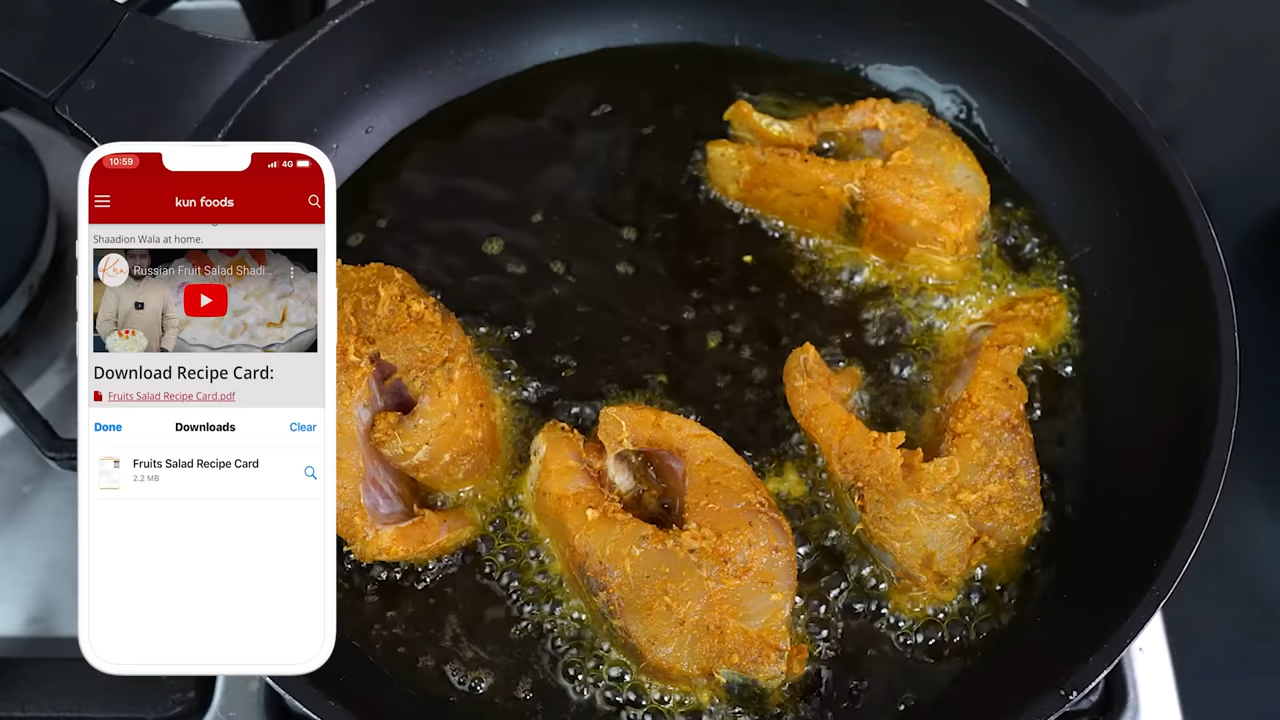 10:59
4G
kun foods
Shaadion Wala at home.
Kun
Russian Fruit Salad Shadi...
Download Recipe Card:
Fruits Salad Recipe Card.pdf
Done
Downloads
Clear
Fruits Salad Recipe Card
2.2 MB